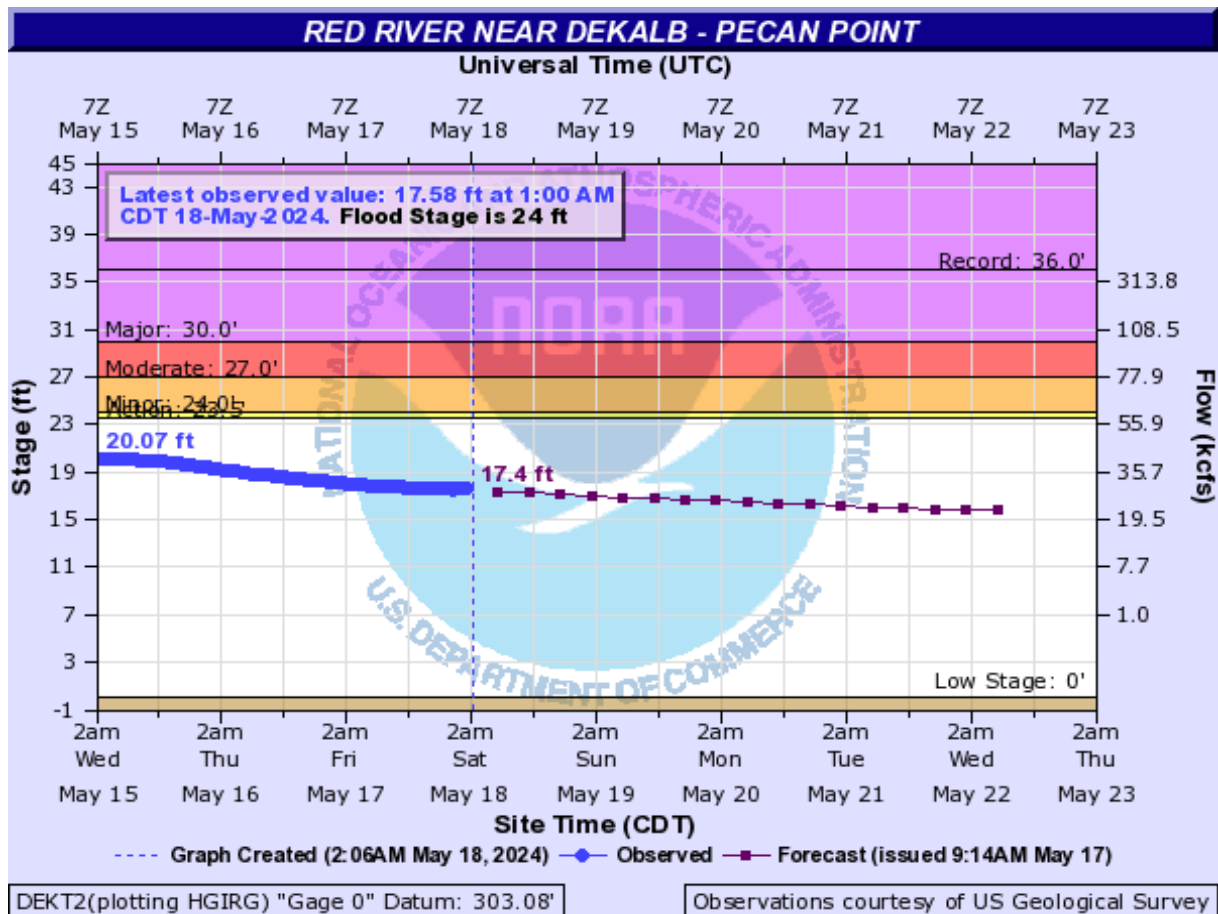 RED RIVER NEAR DEKALB - PECAN POINT
Universal Time (UTC)
7Z 7Z 7Z 7Z 7Z 7Z 7Z 7Z 7Z
May 15 May 16 May 17 May 18 May 19 May 20 May 21 May 22 May 23
Latest observed value: 17.58 ft at 1:00 AM
CDT 18-May-2024. Flood Stage is 24 ft
NATIONAL OCEANIC AND ATMOSPHERIC ADMINISTRATION
NOAA
U.S. DEPARTMENT OF COMMERCE
Stage (ft)
45
43
39
35
31
27
23
19
15
11
7
3
-1
Record: 36.0'
Major: 30.0'
Moderate: 27.0'
Minor: 24.0'
Action: 23.5'
20.07 ft
17.4 ft
Low Stage: 0'
Flow (kcfs)
313.8
108.5
77.9
55.9
35.7
19.5
7.7
1.0
2am 2am 2am 2am 2am 2am 2am 2am 2am
Wed Thu Fri Sat Sun Mon Tue Wed Thu
May 15 May 16 May 17 May 18 May 19 May 20 May 21 May 22 May 23
Site Time (CDT)
Graph Created (2:06AM May 18, 2024) Observed Forecast (issued 9:14AM May 17)
DEKT2(plotting HGIRG) "Gage 0" Datum: 303.08'
Observations courtesy of US Geological Survey